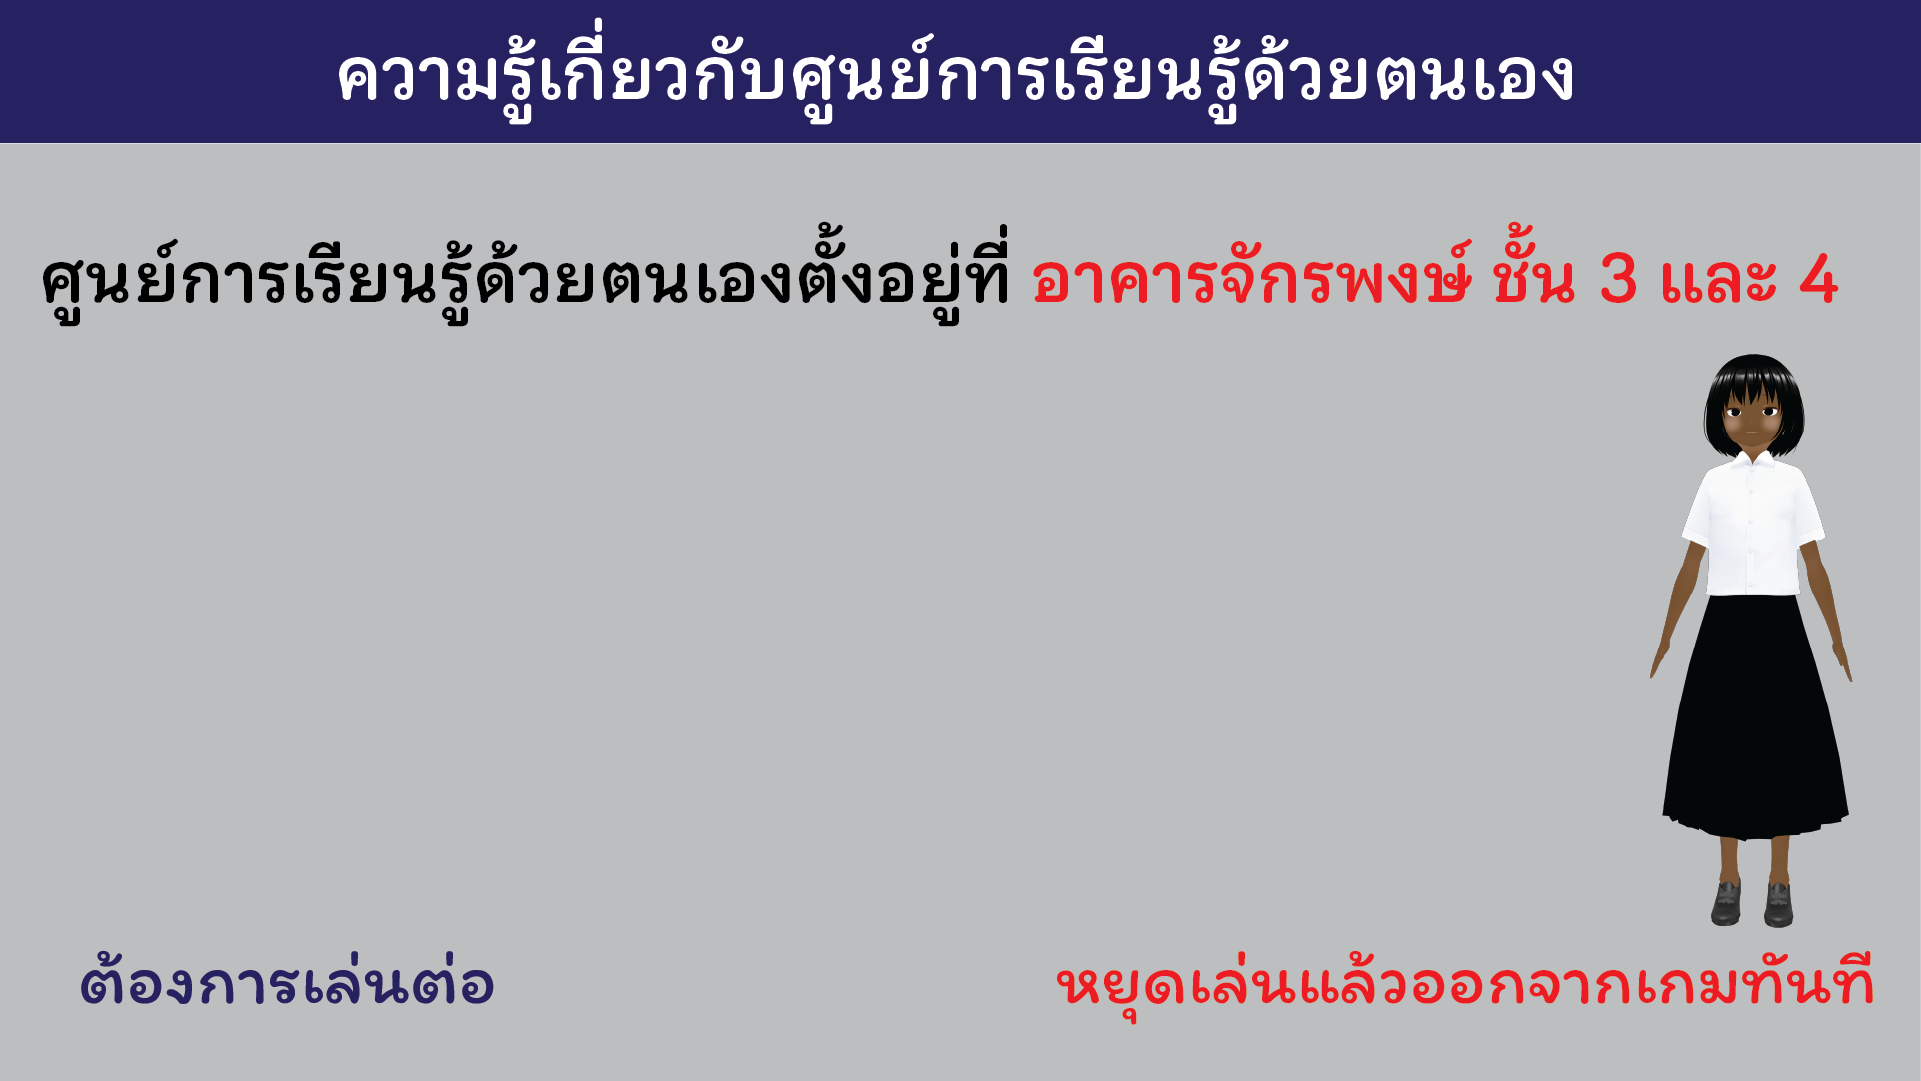 ความรู้เกี่ยวกับศูนย์การเรียนรู้ด้วยตนเอง
ศูนย์การเรียนรู้ด้วยตนเองตั้งอยู่ที่ อาคารจักรพงษ์ ชั้น 3 และ 4
ต้องการเล่นต่อ
หยุดเล่นแล้วออกจากเกมทันที